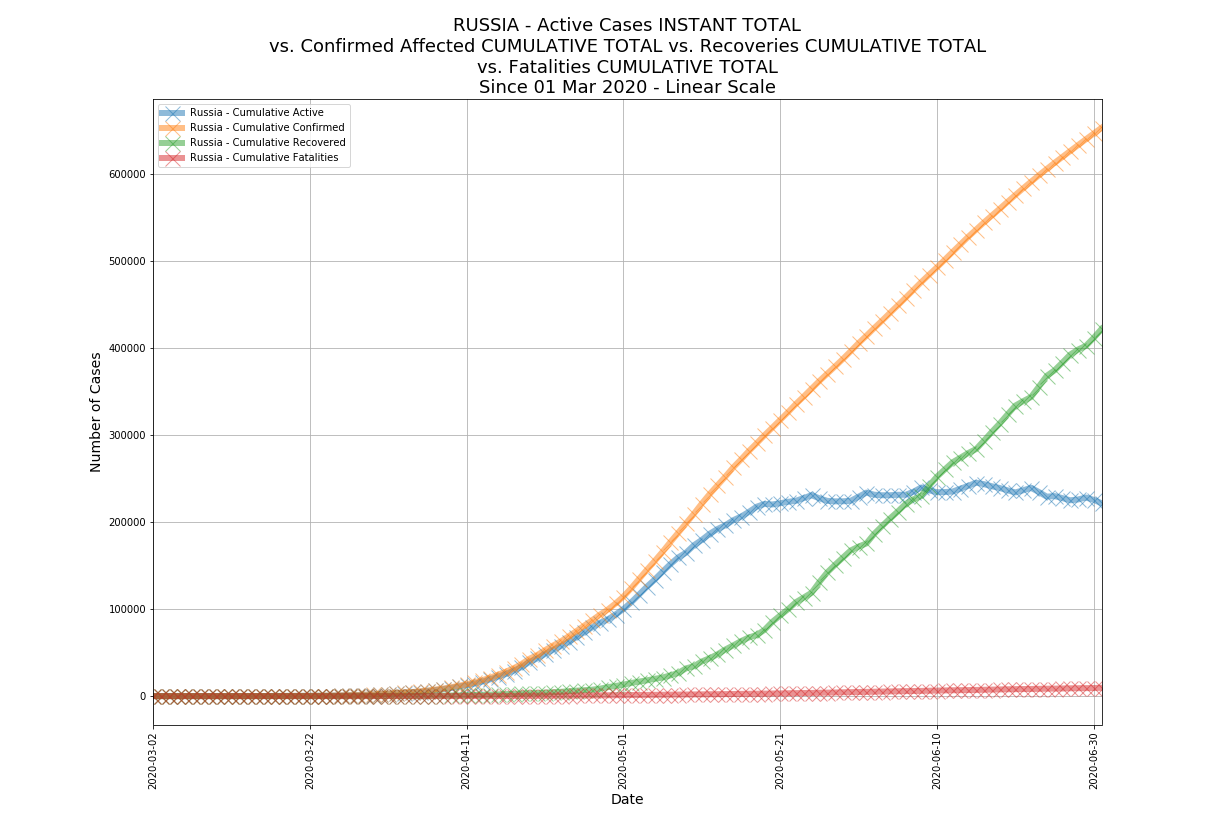 RUSSIA - Active Cases INSTANT TOTAL
vs. Confirmed Affected CUMULATIVE TOTAL vs. Recoveries CUMULATIVE TOTAL
vs. Fatalities CUMULATIVE TOTAL
Since 01 Mar 2020 - Linear Scale
Russia - Cumulative Active
Russia - Cumulative Confirmed
Russia - Cumulative Recovered
Russia - Cumulative Fatalities
600000
500000
400000
300000
200000
100000
0
Number of Cases
2020-03-02
2020-03-22
2020-04-11
2020-05-01
2020-05-21
2020-06-10
2020-06-30
Date